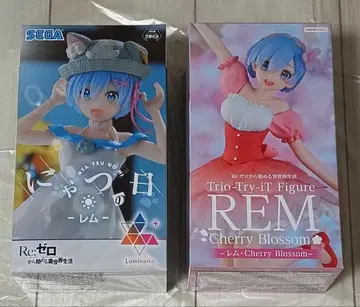 SEGA
NYATSU NO HI
にゃつの日
-レム-
Luminasta
Re:ゼロ
から始める異世界生活
Re:ゼロから始める異世界生活
Trio-Try-iT Figure
REM
Cherry Blossom
-レム・Cherry Blossom-